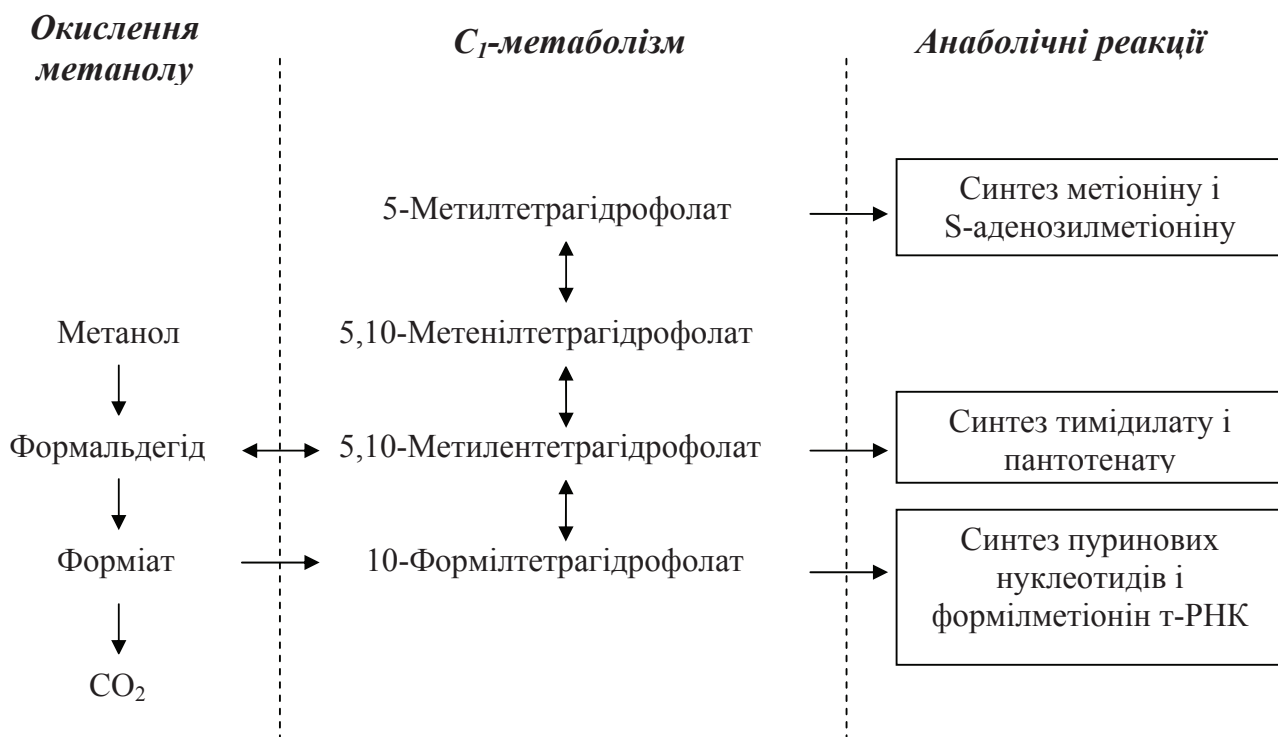 Окислення
метанолу
C1-метаболізм
Анаболічні реакції
5-Метилтетрагідрофолат
Синтез метіоніну і
S-аденозилметіоніну
Метанол
5,10-Метенілтетрагідрофолат
Формальдегід
5,10-Метилентетрагідрофолат
Синтез тимідилату і
пантотенату
Форміат
10-Формілтетрагідрофолат
Синтез пуринових
нуклеотидів і
формілметіонін т-РНК
CO2